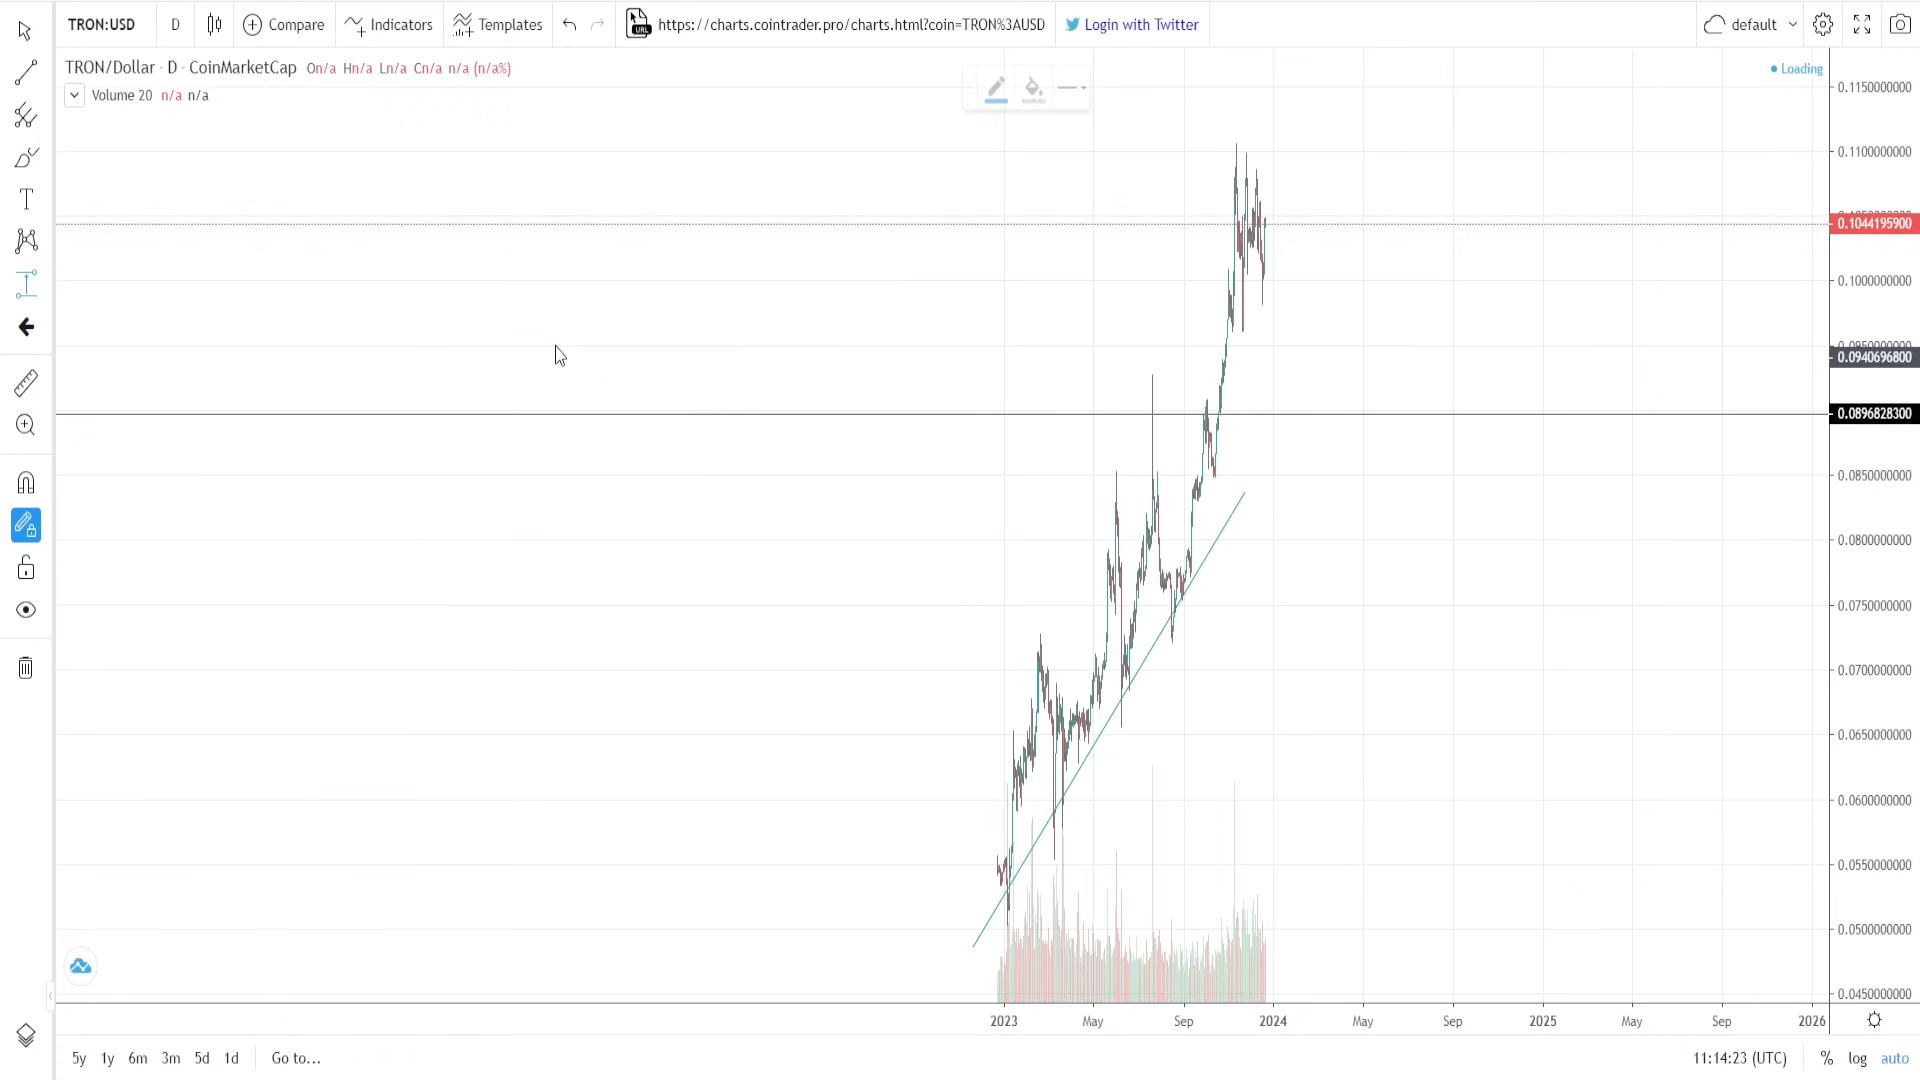 TRON:USD D Compare Indicators Templates URL https://charts.cointrader.pro/charts.html?coin=TRON%3AUSD Login with Twitter default
TRON/Dollar · D · CoinMarketCap On/a Hn/a Ln/a Cn/a n/a (n/a%)
Loading
Volume 20 n/a n/a
0.1150000000
0.1100000000
0.1044195900
0.1000000000
0.0940696800
0.0896828300
0.0850000000
0.0800000000
0.0750000000
0.0700000000
0.0650000000
0.0600000000
0.0550000000
0.0500000000
0.0450000000
2023 May Sep 2024 May Sep 2025 May Sep 2026
5y 1y 6m 3m 5d 1d Go to... 11:14:23 (UTC) % log auto